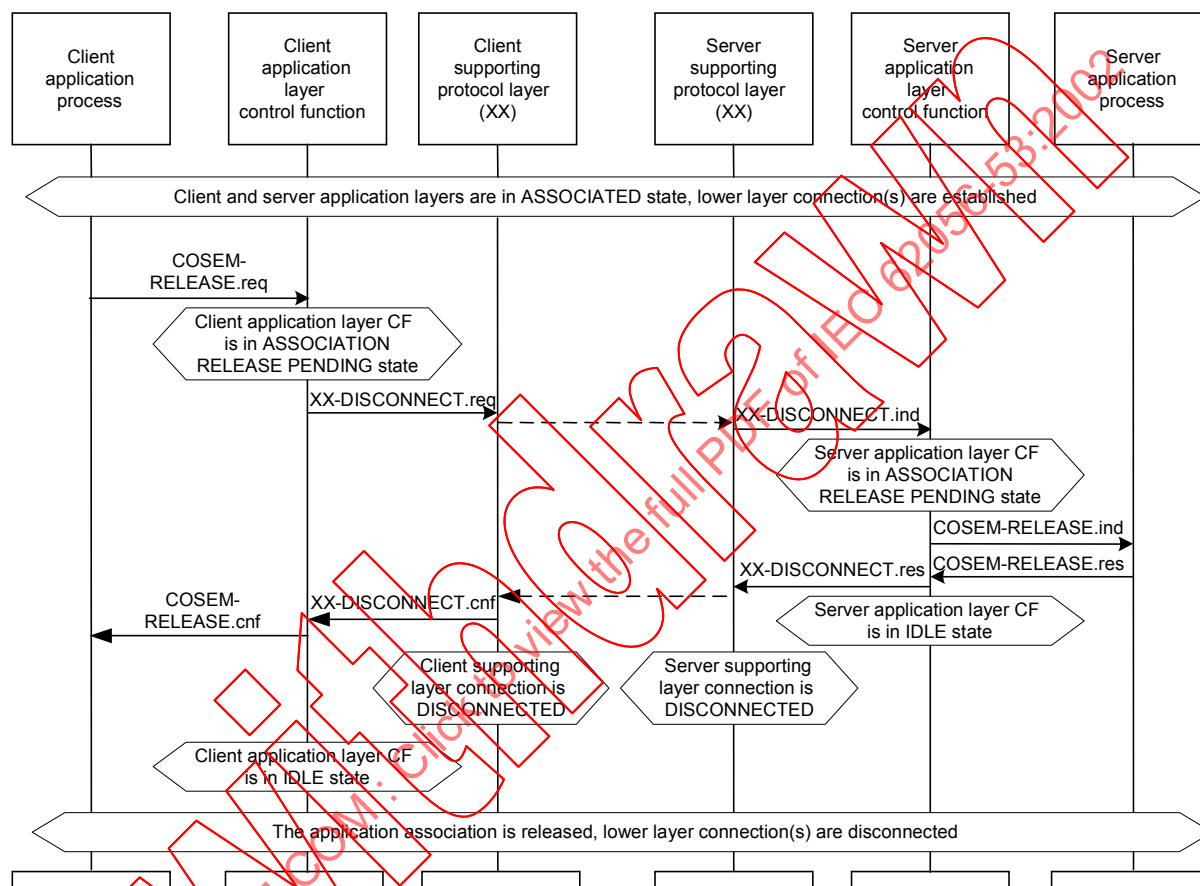 Client
application
process
Client
application
layer
control function
Client
supporting
protocol layer
(XX)
Server
supporting
protocol layer
(XX)
Server
application
layer
control function
Server
application
process
Client and server application layers are in ASSOCIATED state, lower layer connection(s) are established
COSEM-
RELEASE.req
Client application layer CF
is in ASSOCIATION
RELEASE PENDING state
XX-DISCONNECT.req
XX-DISCONNECT.ind
Server application layer CF
is in ASSOCIATION
RELEASE PENDING state
COSEM-RELEASE.ind
COSEM-RELEASE.res
XX-DISCONNECT.res
XX-DISCONNECT.cnf
COSEM-
RELEASE.cnf
Server application layer CF
is in IDLE state
Client supporting
layer connection is
DISCONNECTED
Server supporting
layer connection is
DISCONNECTED
Client application layer CF
is in IDLE state
The application association is released, lower layer connection(s) are disconnected
.COM : Click to view the full PDF of IEC 62056-53:2002
Withdrawn